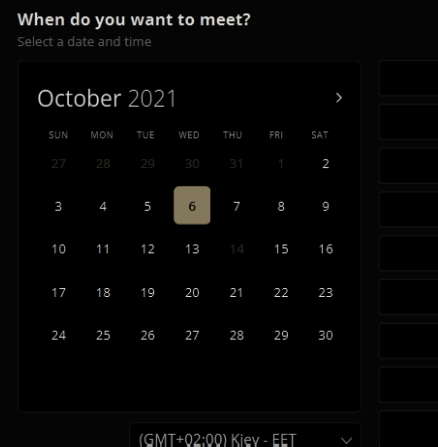 When do you want to meet?
Select a date and time
October 2021 >
SUN MON TUE WED THU FRI SAT
27 28 29 30 31 1 2
3 4 5 6 7 8 9
10 11 12 13 14 15 16
17 18 19 20 21 22 23
24 25 26 27 28 29 30
(GMT+02:00) Kiev - EET